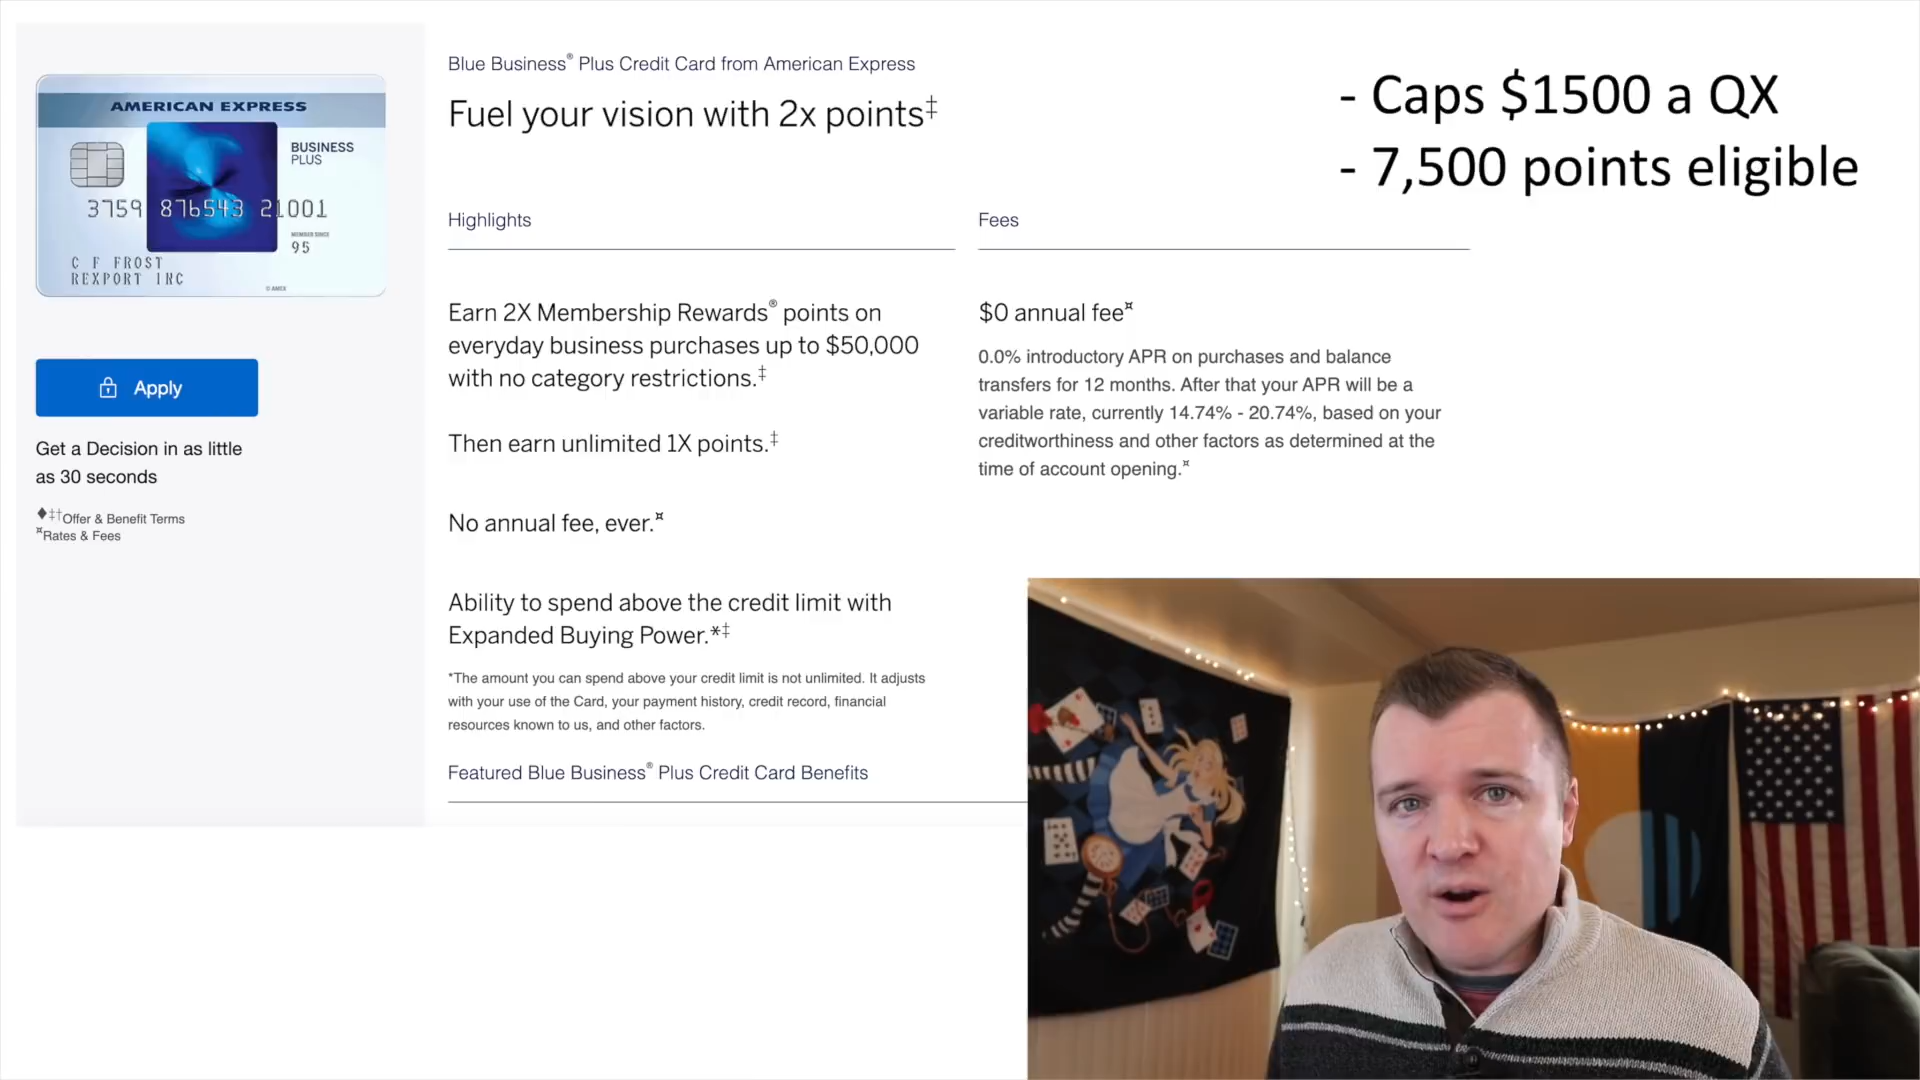 AMERICAN EXPRESS
BUSINESS
PLUS
3759 876543 21001
MEMBER SINCE
95
C F FROST
REXPORT INC
© AMEX
Apply
Get a Decision in as little
as 30 seconds
♦‡†Offer & Benefit Terms
¤Rates & Fees
Blue Business® Plus Credit Card from American Express
Fuel your vision with 2x points‡
Highlights
Earn 2X Membership Rewards® points on
everyday business purchases up to $50,000
with no category restrictions.‡
Then earn unlimited 1X points.‡
No annual fee, ever.¤
Ability to spend above the credit limit with
Expanded Buying Power.*‡
*The amount you can spend above your credit limit is not unlimited. It adjusts
with your use of the Card, your payment history, credit record, financial
resources known to us, and other factors.
Featured Blue Business® Plus Credit Card Benefits
Fees
$0 annual fee¤
0.0% introductory APR on purchases and balance
transfers for 12 months. After that your APR will be a
variable rate, currently 14.74% - 20.74%, based on your
creditworthiness and other factors as determined at the
time of account opening.¤
- Caps $1500 a QX
- 7,500 points eligible